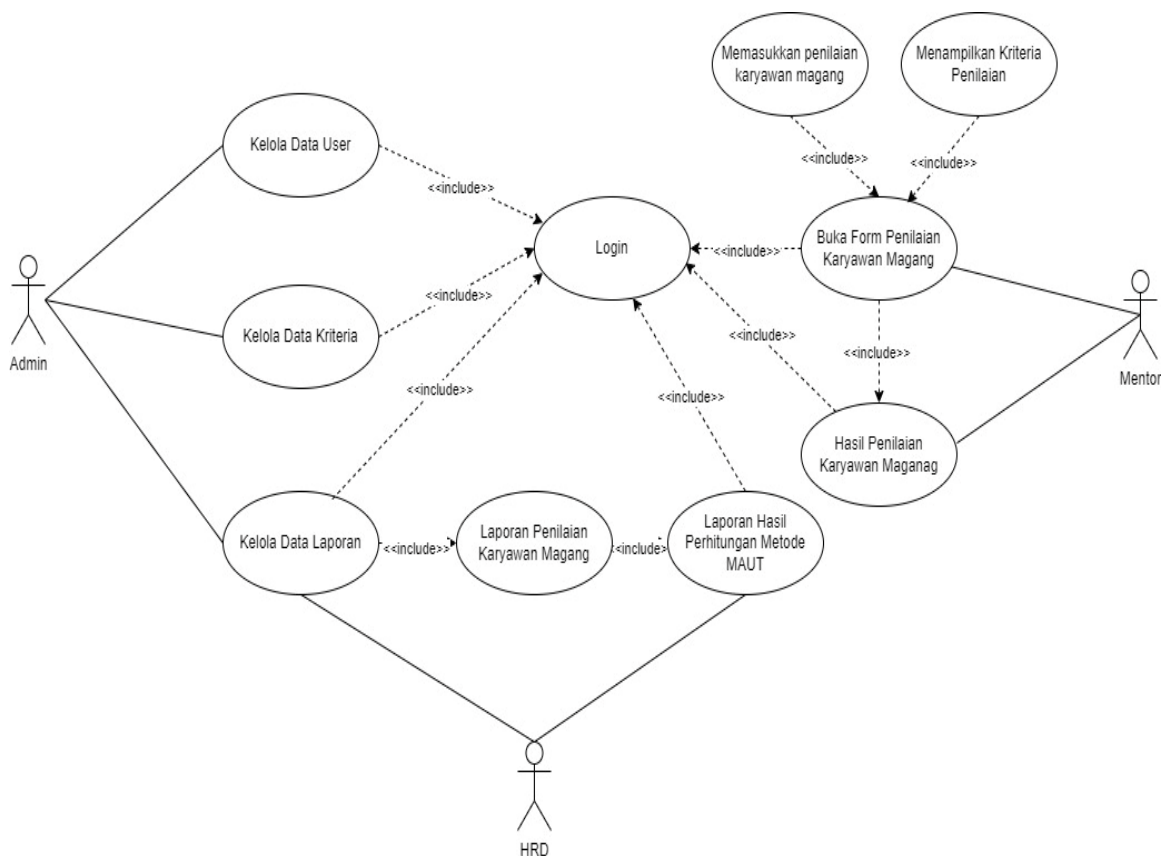 Memasukkan penilaian
karyawan magang
Menampilkan Kriteria
Penilaian
Kelola Data User
<<include>>
<<include>>
<<include>>
Login
<<include>>
Buka Form Penilaian
Karyawan Magang
Admin
Kelola Data Kriteria
<<include>>
<<include>>
Mentor
<<include>>
<<include>>
<<include>>
Hasil Penilaian
Karyawan Maganag
Kelola Data Laporan
<<include>>
Laporan Penilaian
Karyawan Magang
<<include>>
Laporan Hasil
Perhitungan Metode
MAUT
HRD